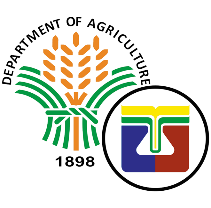 DEPARTMENT OF AGRICULTURE
1898